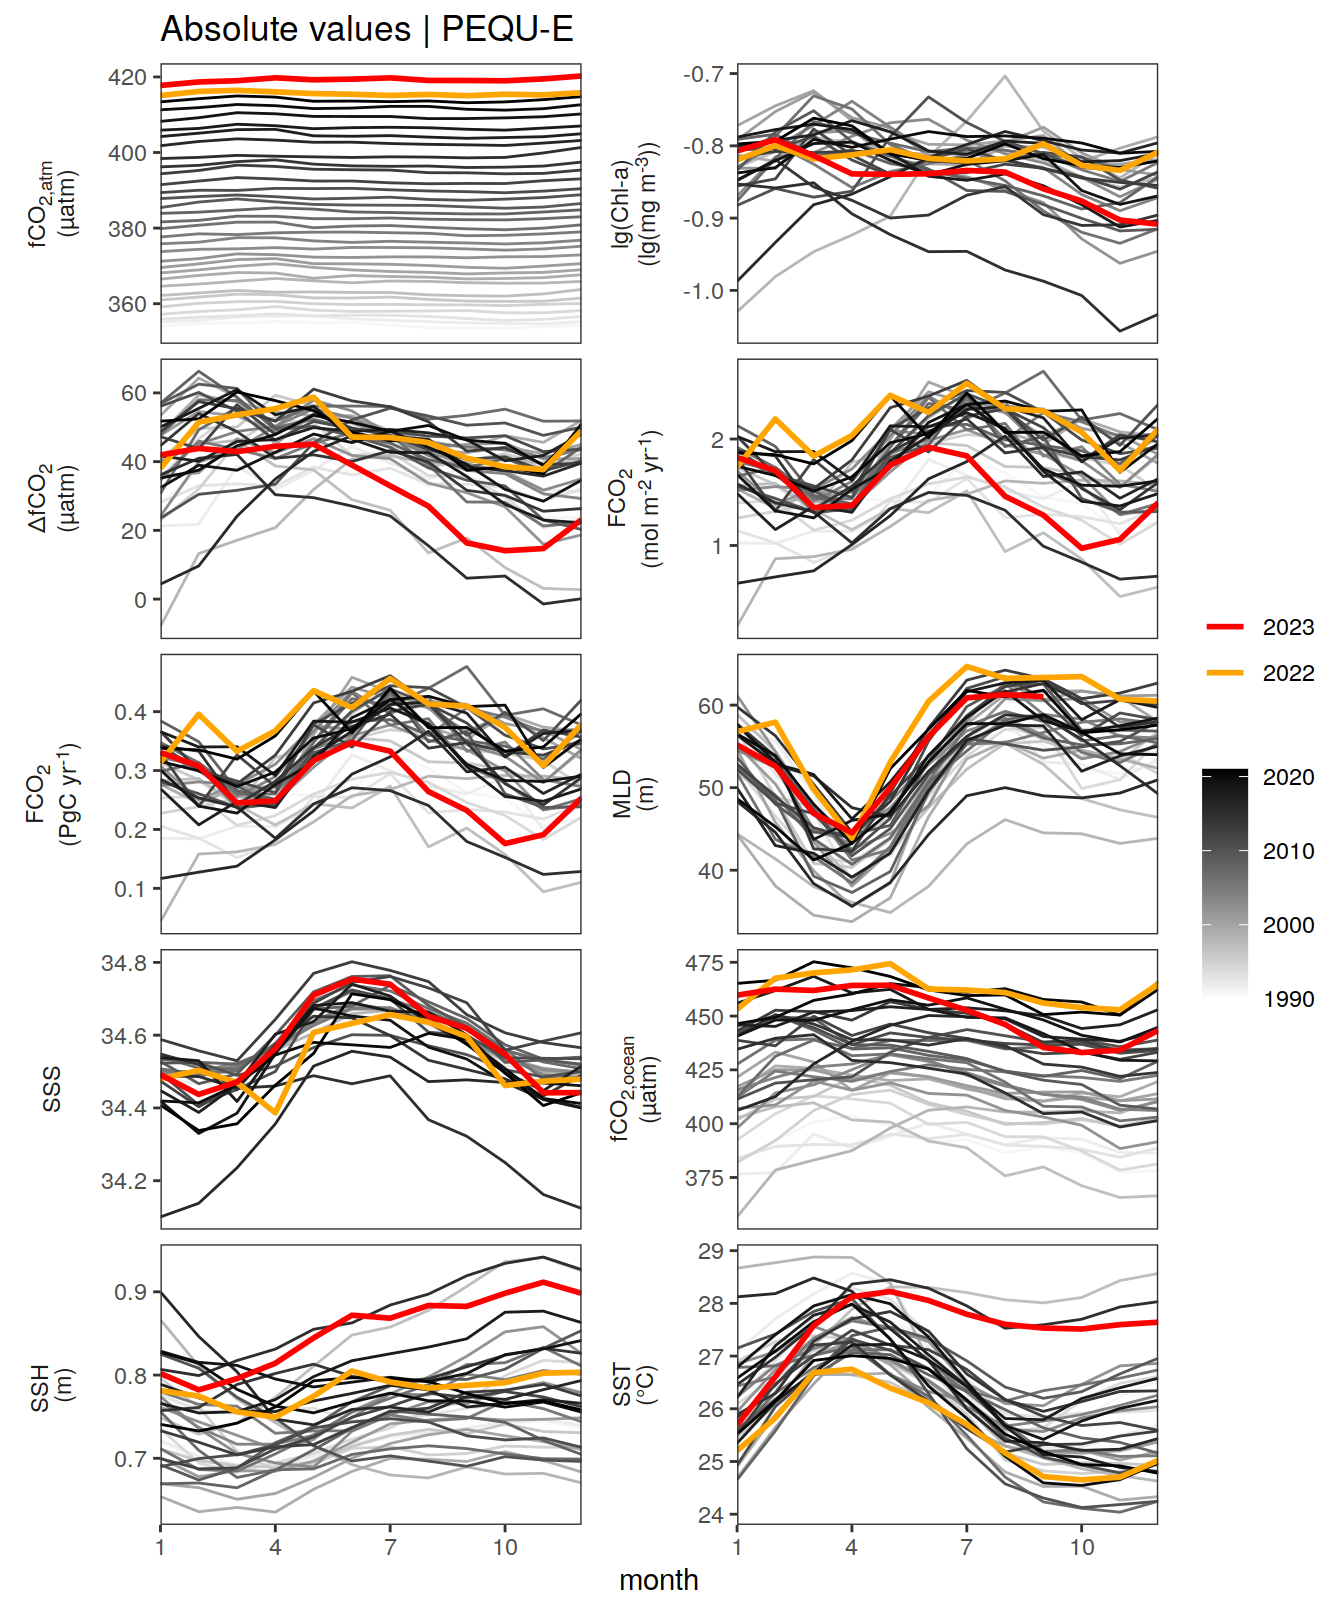 Absolute values | PEQU-E
fCO2,atm
(µatm)
420
400
380
360
lg(Chl-a)
(lg(mg m-3))
-0.7
-0.8
-0.9
-1.0
ΔfCO2
(µatm)
60
40
20
0
FCO2
(mol m-2 yr-1)
2
1
FCO2
(PgC yr-1)
0.4
0.3
0.2
0.1
MLD
(m)
60
50
40
SSS
34.8
34.6
34.4
34.2
fCO2,ocean
(µatm)
475
450
425
400
375
SSH
(m)
0.9
0.8
0.7
SST
(°C)
29
28
27
26
25
24
1 4 7 10
1 4 7 10
month
2023
2022
2020
2010
2000
1990